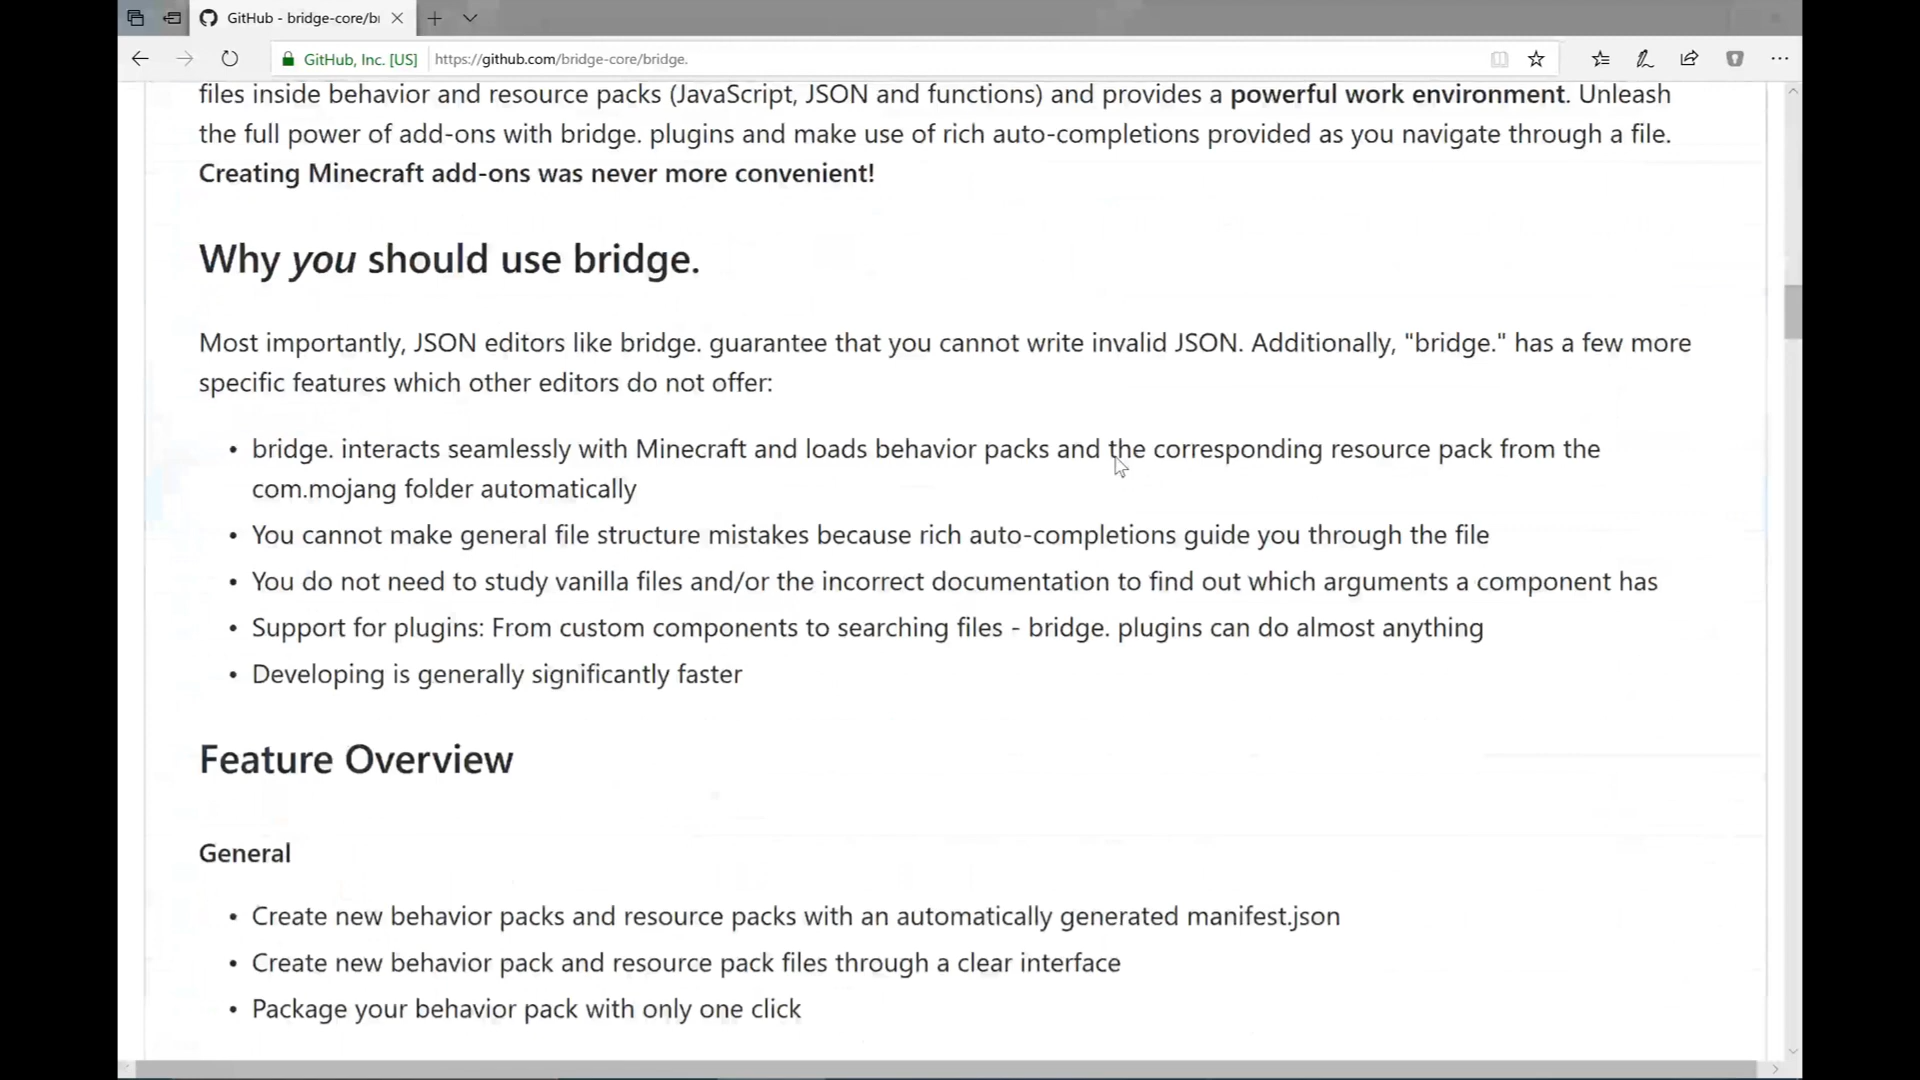 GitHub - bridge-core/bı
GitHub, Inc. [US] https://github.com/bridge-core/bridge.
files inside behavior and resource packs (JavaScript, JSON and functions) and provides a powerful work environment. Unleash
the full power of add-ons with bridge. plugins and make use of rich auto-completions provided as you navigate through a file.
Creating Minecraft add-ons was never more convenient!
Why you should use bridge.
Most importantly, JSON editors like bridge. guarantee that you cannot write invalid JSON. Additionally, "bridge." has a few more
specific features which other editors do not offer:
• bridge. interacts seamlessly with Minecraft and loads behavior packs and the corresponding resource pack from the
com.mojang folder automatically
• You cannot make general file structure mistakes because rich auto-completions guide you through the file
• You do not need to study vanilla files and/or the incorrect documentation to find out which arguments a component has
• Support for plugins: From custom components to searching files - bridge. plugins can do almost anything
• Developing is generally significantly faster
Feature Overview
General
• Create new behavior packs and resource packs with an automatically generated manifest.json
• Create new behavior pack and resource pack files through a clear interface
• Package your behavior pack with only one click